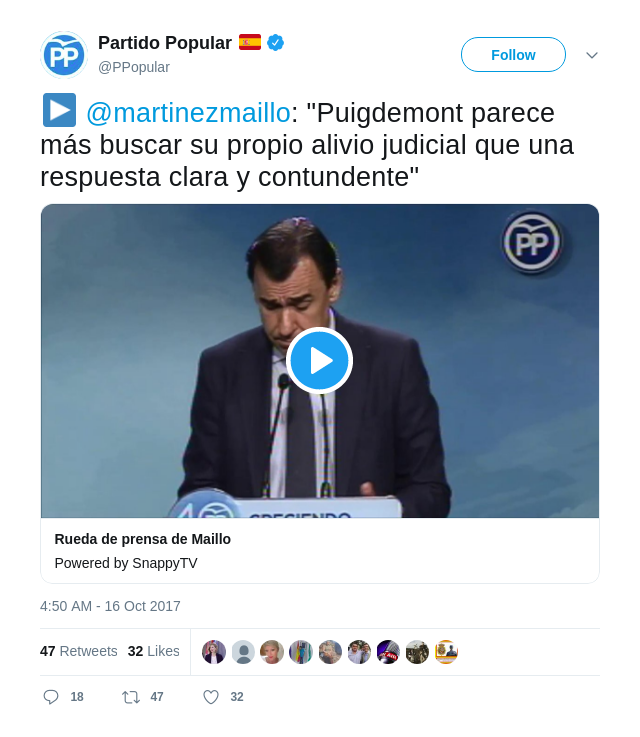 Partido Popular
@PPopular
Follow
@martinezmaillo: "Puigdemont parece
más buscar su propio alivio judicial que una
respuesta clara y contundente"
PP
CRECIENDO
Rueda de prensa de Maillo
Powered by SnappyTV
4:50 AM - 16 Oct 2017
47 Retweets 32 Likes
18 47 32